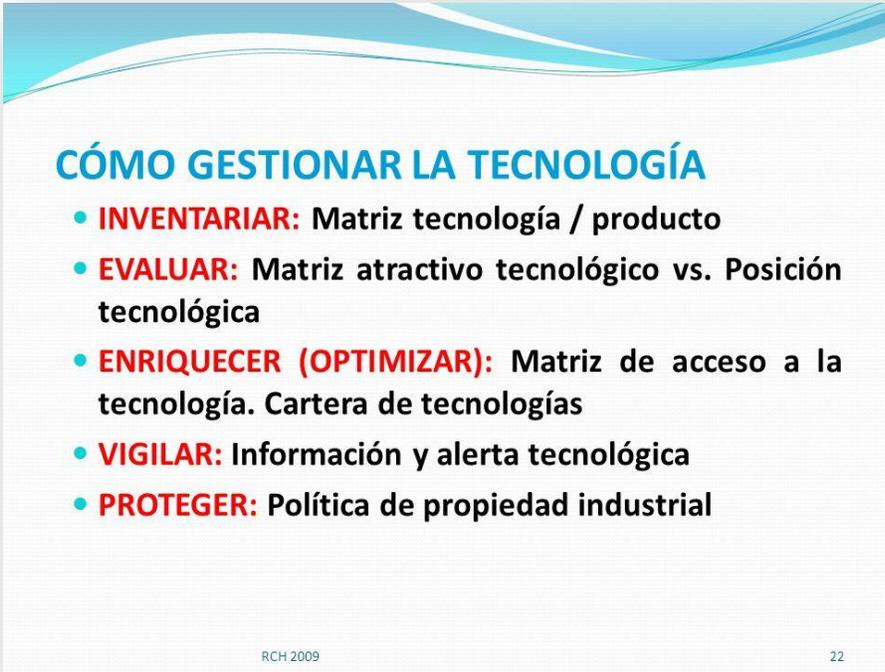 CÓMO GESTIONAR LA TECNOLOGÍA
• INVENTARIAR: Matriz tecnología / producto
• EVALUAR: Matriz atractivo tecnológico vs. Posición
tecnológica
• ENRIQUECER (OPTIMIZAR): Matriz de acceso a la
tecnología. Cartera de tecnologías
• VIGILAR: Información y alerta tecnológica
• PROTEGER: Política de propiedad industrial
RCH 2009
22